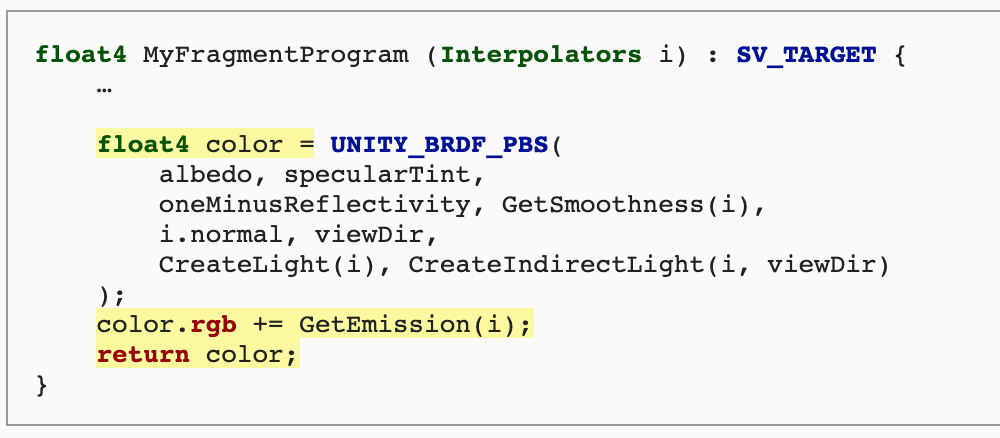 float4 MyFragmentProgram (Interpolators i) : SV_TARGET {
…
float4 color = UNITY_BRDF_PBS(
albedo, specularTint,
oneMinusReflectivity, GetSmoothness(i),
i.normal, viewDir,
CreateLight(i), CreateIndirectLight(i, viewDir)
);
color.rgb += GetEmission(i);
return color;
}